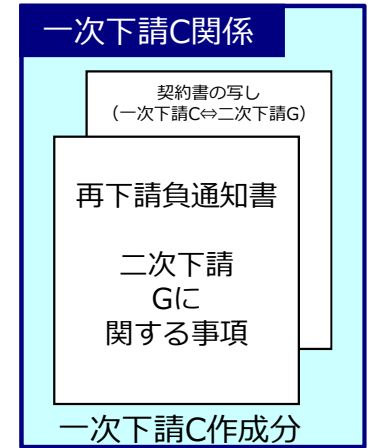 一次下請C関係
契約書の写し
(一次下請C⇔二次下請G)
再下請負通知書
二次下請
Gに
関する事項
一次下請C作成分